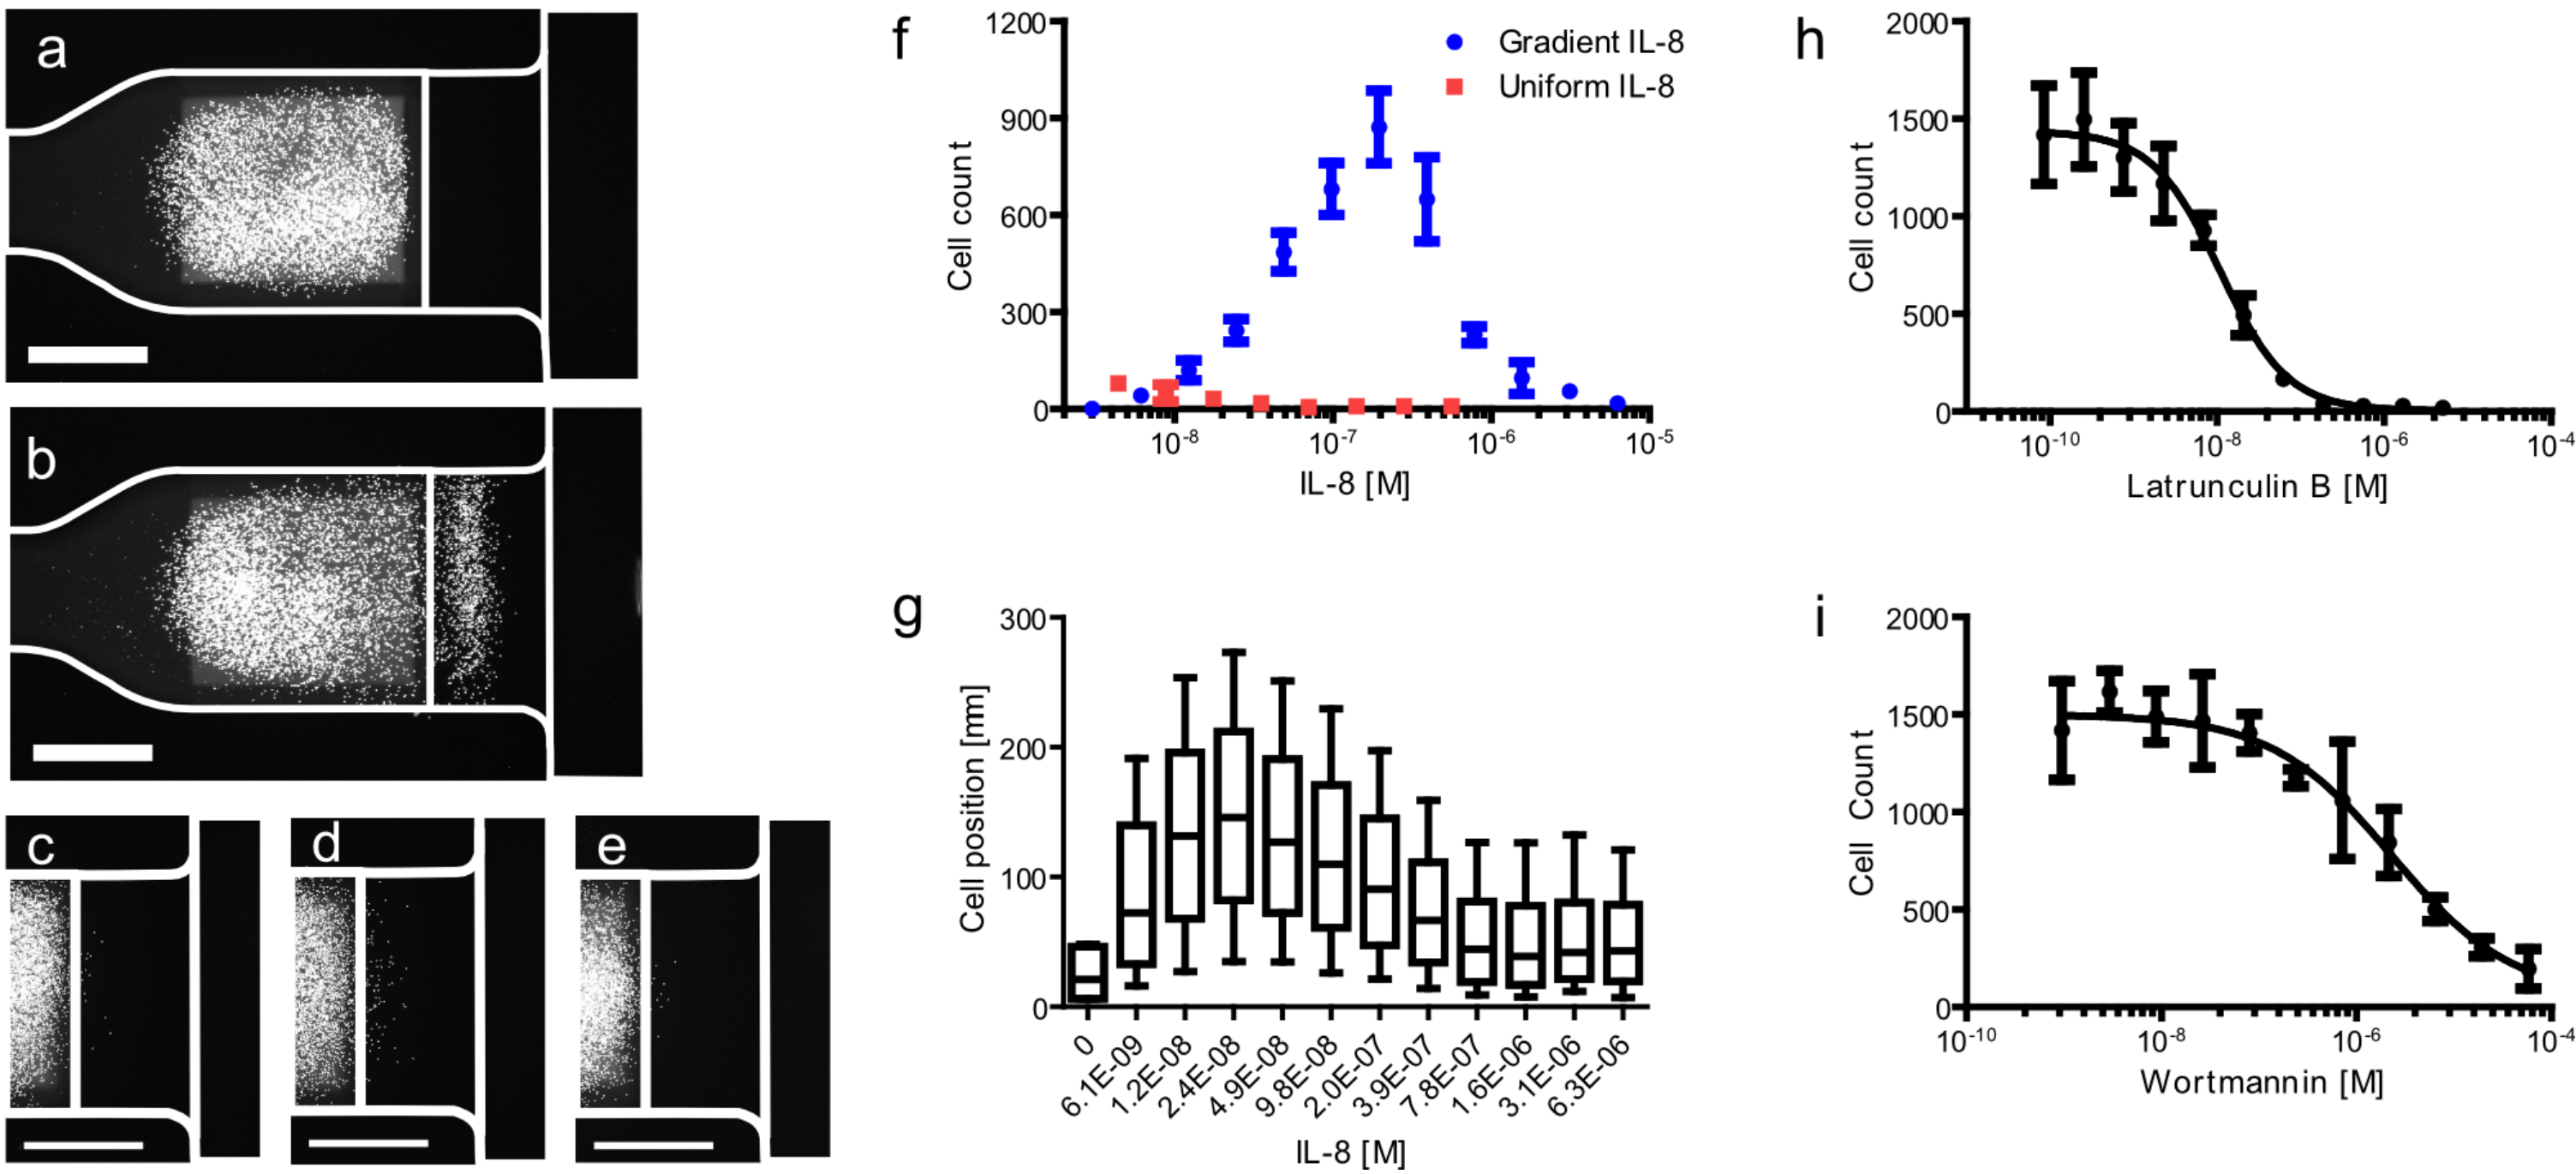 a
b
c
d
e
f
1200
900
600
300
0
Cell count
Gradient IL-8
Uniform IL-8
10-8
10-7
10-6
10-5
IL-8 [M]
g
300
200
100
0
Cell position [nm]
0
6.1E-09
1.2E-08
2.4E-08
4.9E-08
9.8E-08
2.0E-07
3.9E-07
7.8E-07
1.6E-06
3.1E-06
6.3E-06
IL-8 [M]
h
2000
1500
1000
500
0
Cell count
10-10
10-8
10-6
10-4
Latrunculin B [M]
i
2000
1500
1000
500
0
Cell Count
10-10
10-8
10-6
10-4
Wortmannin [M]